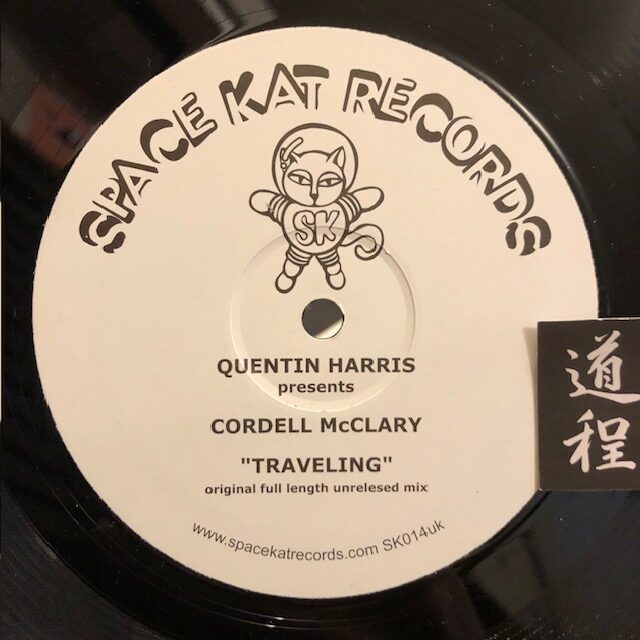 SPACE KAT RECORDS
SK
QUENTIN HARRIS
presents
CORDELL McCLARY
"TRAVELING"
original full length unrelesed mix
www.spacekatrecords.com SK014uk
道程